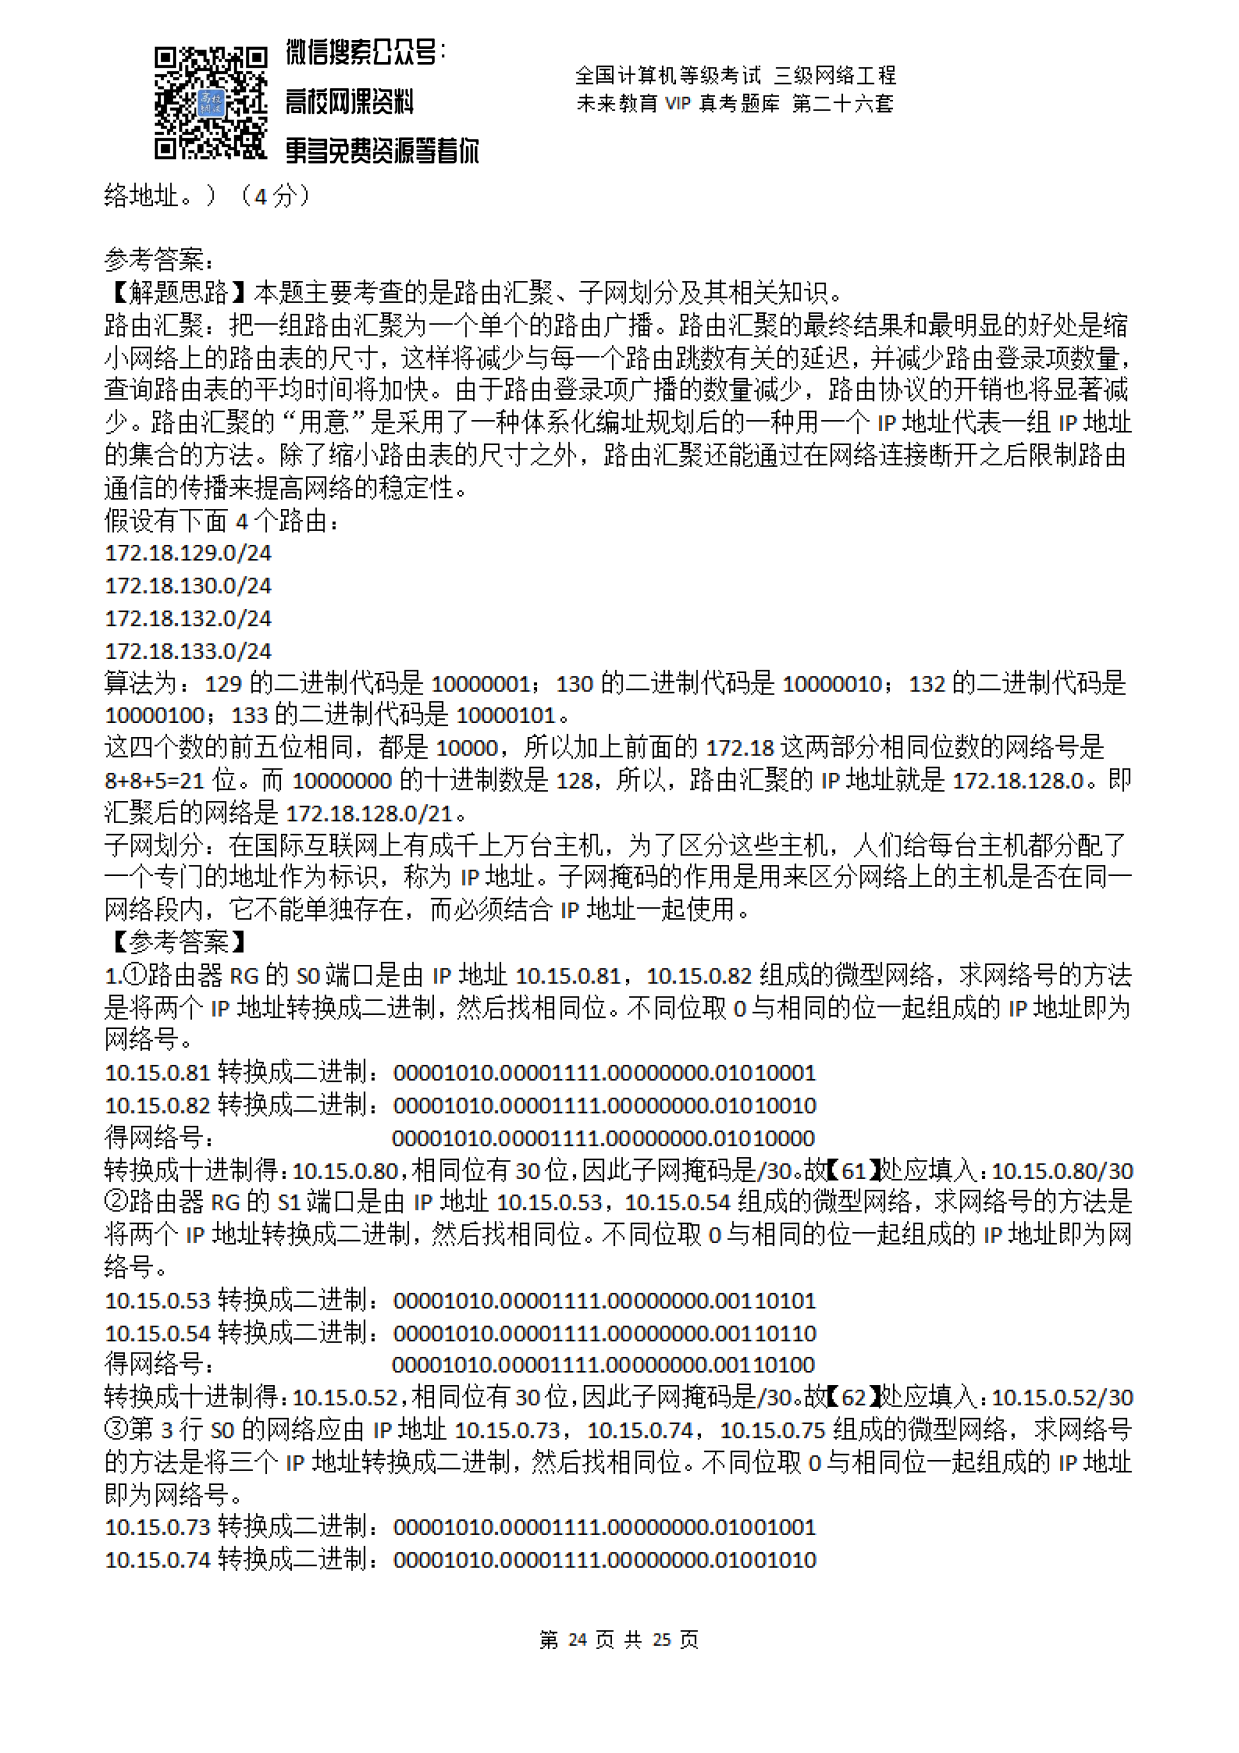 微信搜索公众号：
高校网课资料
更多免费资源等着你
全国计算机等级考试 三级网络工程
未来教育 VIP 真考题库 第二十六套
络地址。）（4 分）
参考答案：
【解题思路】本题主要考查的是路由汇聚、子网划分及其相关知识。
路由汇聚：把一组路由汇聚为一个单个的路由广播。路由汇聚的最终结果和最明显的好处是缩
小网络上的路由表的尺寸，这样将减少与每一个路由跳数有关的延迟，并减少路由登录项数量，
查询路由表的平均时间将加快。由于路由登录项广播的数量减少，路由协议的开销也将显著减
少。路由汇聚的“用意”是采用了一种体系化编址规划后的一种用一个 IP 地址代表一组 IP 地址
的集合的方法。除了缩小路由表的尺寸之外，路由汇聚还能通过在网络连接断开之后限制路由
通信的传播来提高网络的稳定性。
假设有下面 4 个路由：
172.18.129.0/24
172.18.130.0/24
172.18.132.0/24
172.18.133.0/24
算法为：129 的二进制代码是 10000001；130 的二进制代码是 10000010；132 的二进制代码是
10000100；133 的二进制代码是 10000101。
这四个数的前五位相同，都是 10000，所以加上前面的 172.18 这两部分相同位数的网络号是
8+8+5=21 位。而 10000000 的十进制数是 128，所以，路由汇聚的 IP 地址就是 172.18.128.0。即
汇聚后的网络是 172.18.128.0/21。
子网划分：在国际互联网上有成千上万台主机，为了区分这些主机，人们给每台主机都分配了
一个专门的地址作为标识，称为 IP 地址。子网掩码的作用是用来区分网络上的主机是否在同一
网络段内，它不能单独存在，而必须结合 IP 地址一起使用。
【参考答案】
1.①路由器 RG 的 S0 端口是由 IP 地址 10.15.0.81，10.15.0.82 组成的微型网络，求网络号的方法
是将两个 IP 地址转换成二进制，然后找相同位。不同位取 0 与相同的位一起组成的 IP 地址即为
网络号。
10.15.0.81 转换成二进制：00001010.00001111.00000000.01010001
10.15.0.82 转换成二进制：00001010.00001111.00000000.01010010
得网络号： 00001010.00001111.00000000.01010000
转换成十进制得：10.15.0.80，相同位有 30 位，因此子网掩码是/30。故【61】处应填入：10.15.0.80/30
②路由器 RG 的 S1 端口是由 IP 地址 10.15.0.53，10.15.0.54 组成的微型网络，求网络号的方法是
将两个 IP 地址转换成二进制，然后找相同位。不同位取 0 与相同的位一起组成的 IP 地址即为网
络号。
10.15.0.53 转换成二进制：00001010.00001111.00000000.00110101
10.15.0.54 转换成二进制：00001010.00001111.00000000.00110110
得网络号： 00001010.00001111.00000000.00110100
转换成十进制得：10.15.0.52，相同位有 30 位，因此子网掩码是/30。故【62】处应填入：10.15.0.52/30
③第 3 行 S0 的网络应由 IP 地址 10.15.0.73，10.15.0.74，10.15.0.75 组成的微型网络，求网络号
的方法是将三个 IP 地址转换成二进制，然后找相同位。不同位取 0 与相同位一起组成的 IP 地址
即为网络号。
10.15.0.73 转换成二进制：00001010.00001111.00000000.01001001
10.15.0.74 转换成二进制：00001010.00001111.00000000.01001010
第 24 页 共 25 页